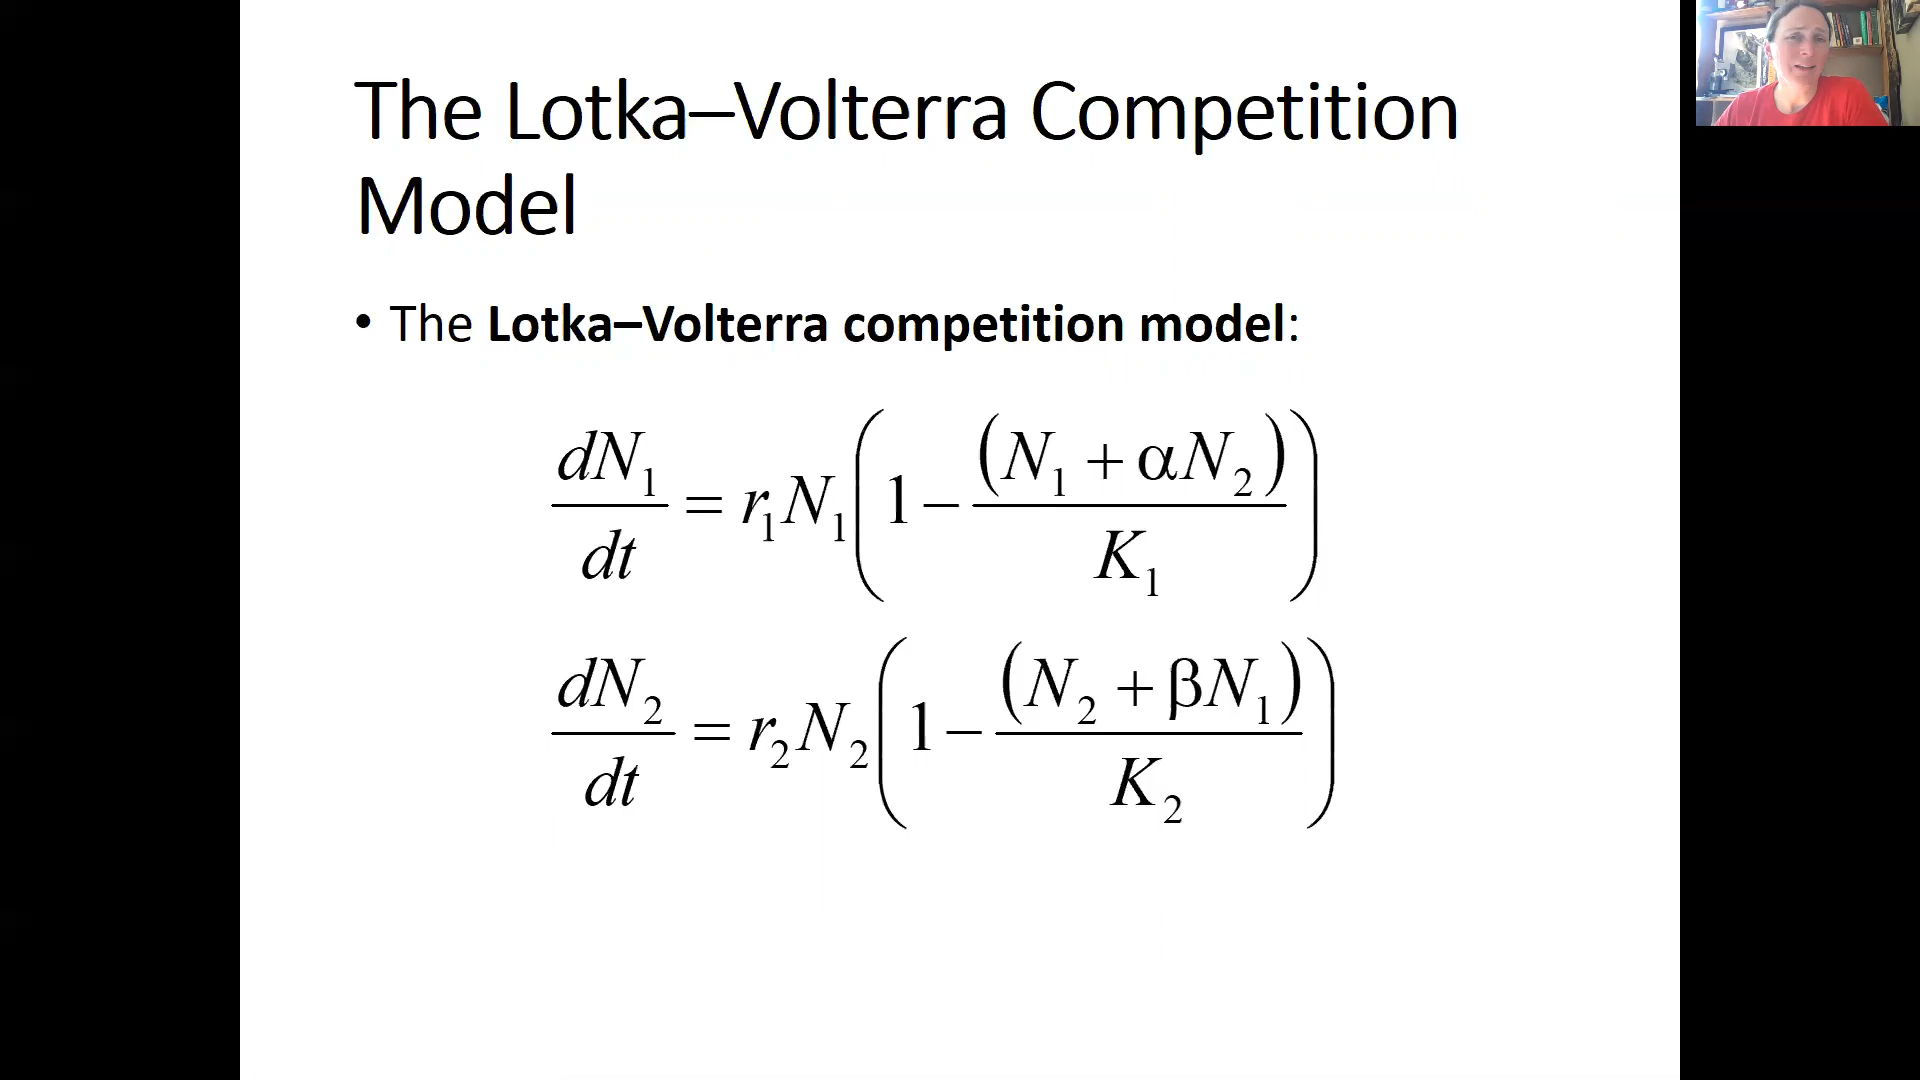 The Lotka–Volterra Competition
Model
• The Lotka–Volterra competition model:
dN₁/dt = r₁N₁(1 − (N₁ + αN₂)/K₁)
dN₂/dt = r₂N₂(1 − (N₂ + βN₁)/K₂)